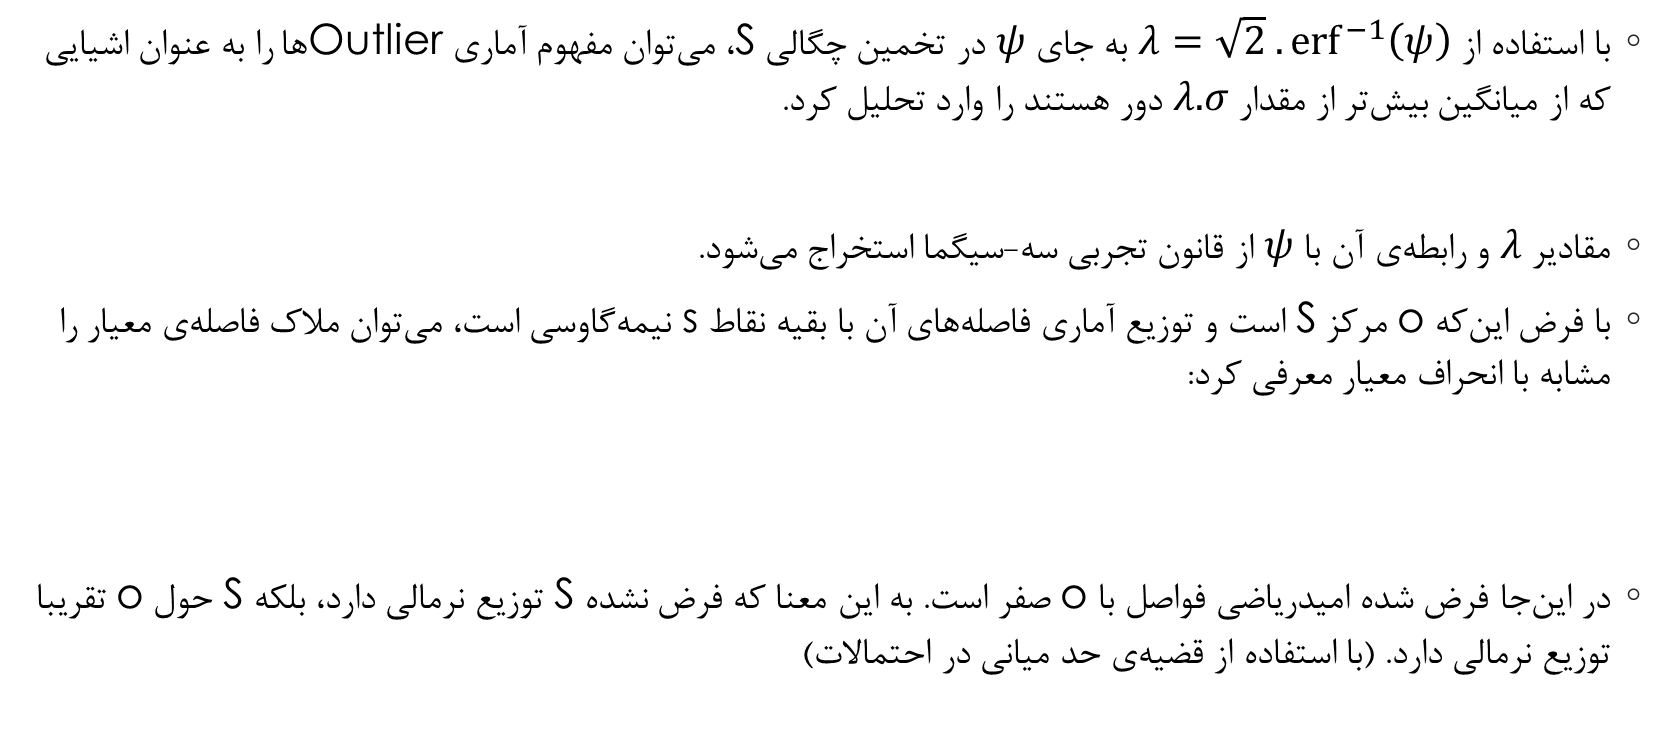 ◦ با استفاده از λ = √2 . erf⁻¹(ψ) به جای ψ در تخمین چگالی S، می‌توان مفهوم آماری Outlierها را به عنوان اشیایی
که از میانگین بیش‌تر از مقدار λ.σ دور هستند را وارد تحلیل کرد.
◦ مقادیر λ و رابطه‌ی آن با ψ از قانون تجربی سه-سیگما استخراج می‌شود.
◦ با فرض این‌که o مرکز S است و توزیع آماری فاصله‌های آن با بقیه نقاط s نیمه‌گاوسی است، می‌توان ملاک فاصله‌ی معیار را
مشابه با انحراف معیار معرفی کرد:
◦ در این‌جا فرض شده امیدریاضی فواصل با o صفر است. به این معنا که فرض نشده S توزیع نرمالی دارد، بلکه S حول o تقریبا
توزیع نرمالی دارد. (با استفاده از قضیه‌ی حد میانی در احتمالات)